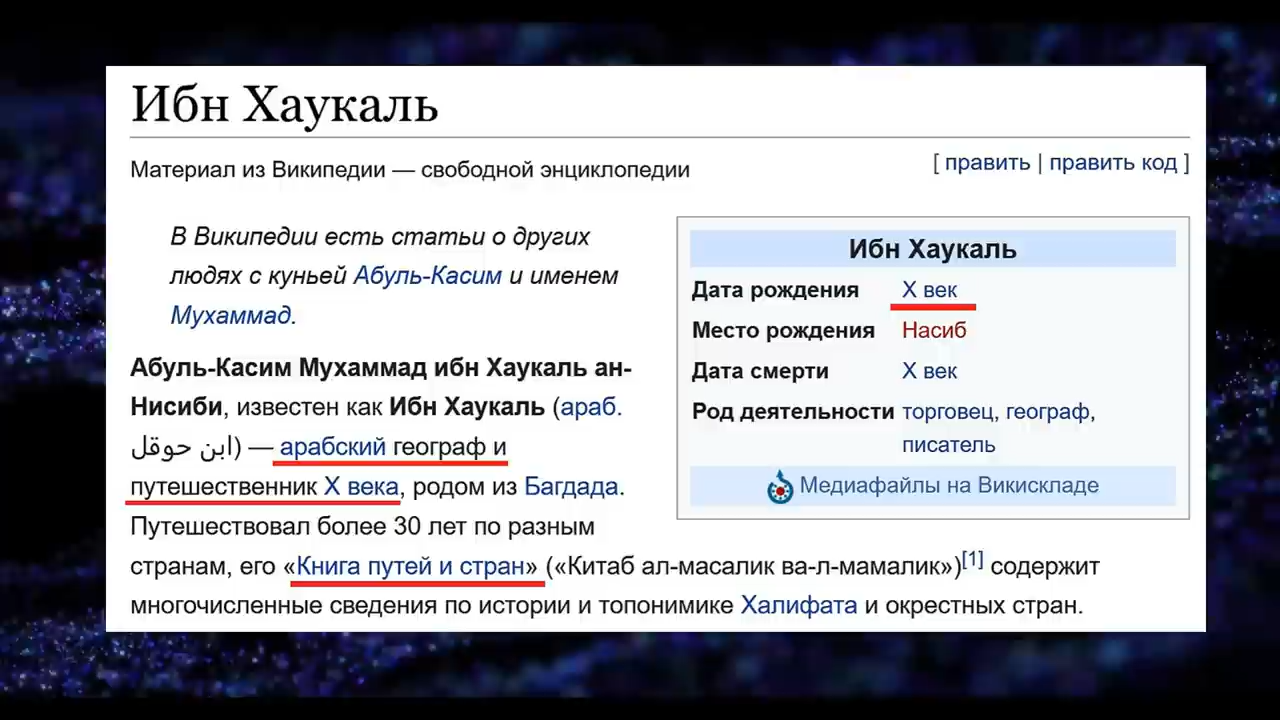 Ибн Хаукаль
Материал из Википедии — свободной энциклопедии
[ править | править код ]
В Википедии есть статьи о других
людях с куньей Абуль-Касим и именем
Мухаммад.
Абуль-Касим Мухаммад ибн Хаукаль ан-
Нисиби, известен как Ибн Хаукаль (араб.
ابن حوقل‎) — арабский географ и
путешественник X века, родом из Багдада.
Путешествовал более 30 лет по разным
странам, его «Книга путей и стран» («Китаб ал-масалик ва-л-мамалик»)[1] содержит
многочисленные сведения по истории и топонимике Халифата и окрестных стран.
Ибн Хаукаль
Дата рождения X век
Место рождения Насиб
Дата смерти X век
Род деятельности торговец, географ,
писатель
Медиафайлы на Викискладе